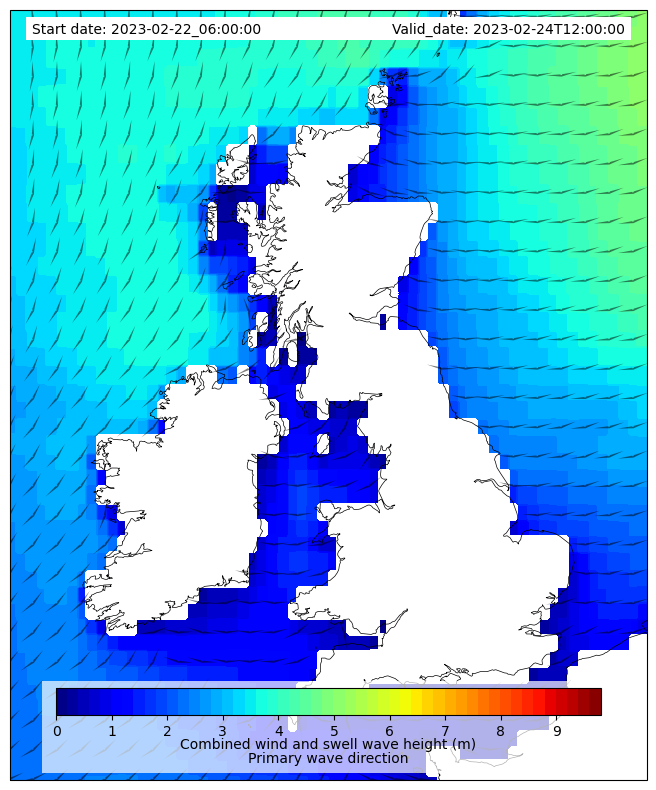 Start date: 2023-02-22_06:00:00 Valid_date: 2023-02-24T12:00:00
0 1 2 3 4 5 6 7 8 9
Combined wind and swell wave height (m)
Primary wave direction